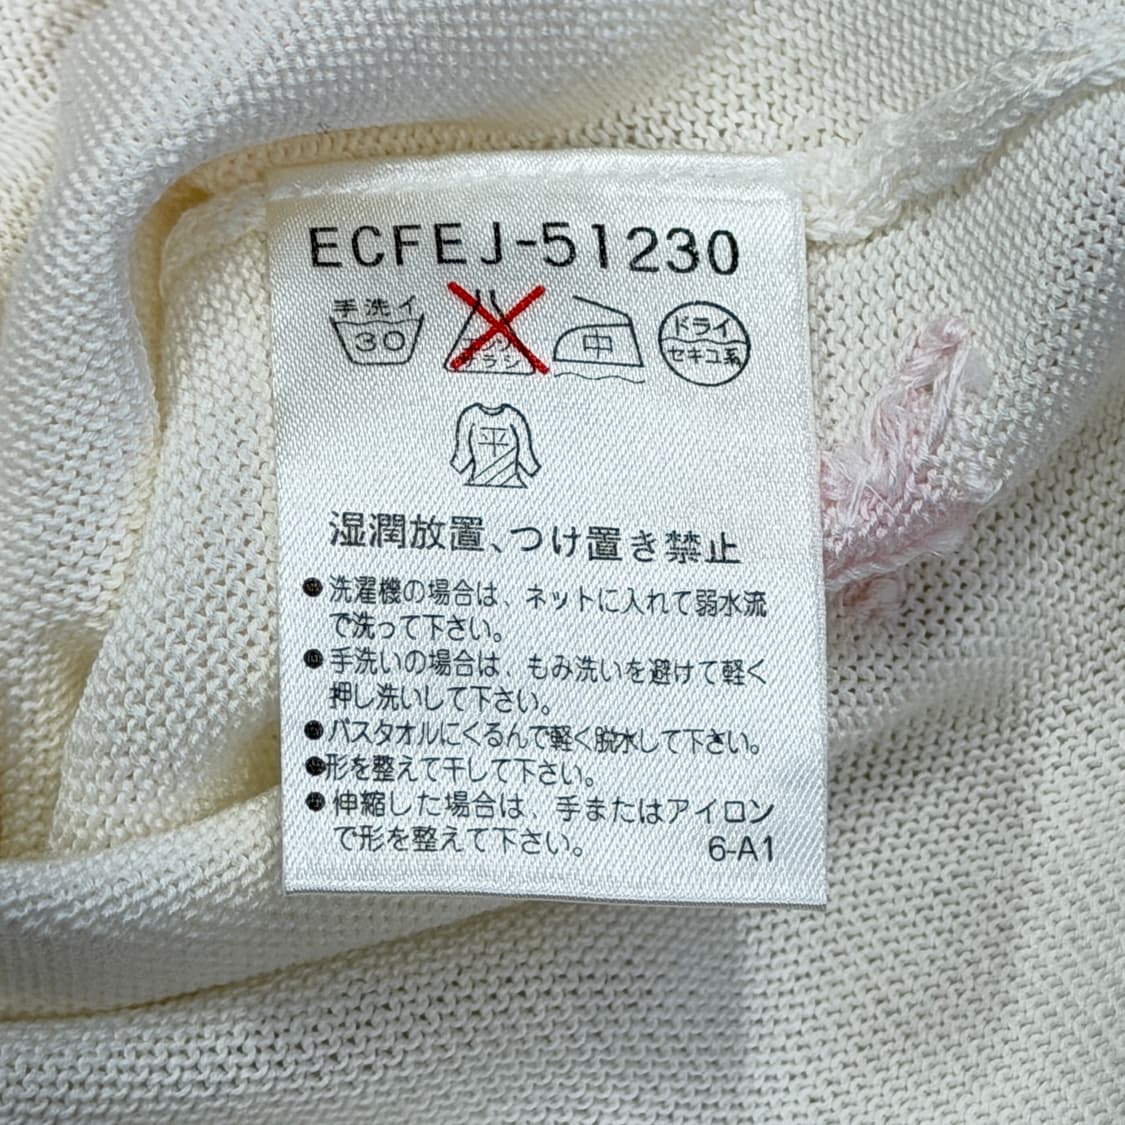 ECFEJ-51230
手洗イ
30
エンソ
サラシ
中
ドライ
セキユ系
平
湿潤放置、つけ置き禁止
●洗濯機の場合は、ネットに入れて弱水流
で洗って下さい。
●手洗いの場合は、もみ洗いを避けて軽く
押し洗いして下さい。
●バスタオルにくるんで軽く脱水して下さい。
●形を整えて干して下さい。
●伸縮した場合は、手またはアイロン
で形を整えて下さい。
6-A1